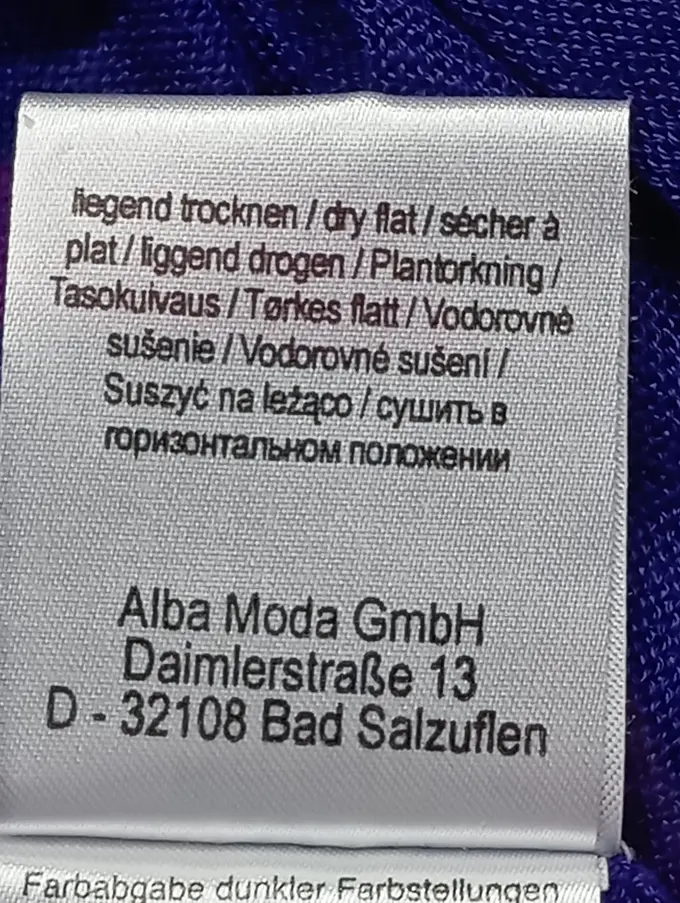 liegend trocknen / dry flat / sécher à
plat / liggend drogen / Plantorkning /
Tasokuivaus / Tørkes flatt / Vodorovné
sušenie / Vodorovné sušení /
Suszyć na leżąco / сушить в
горизонтальном положении
Alba Moda GmbH
Daimlerstraße 13
D - 32108 Bad Salzuflen
Farbabgabe dunkler Farbstellungen